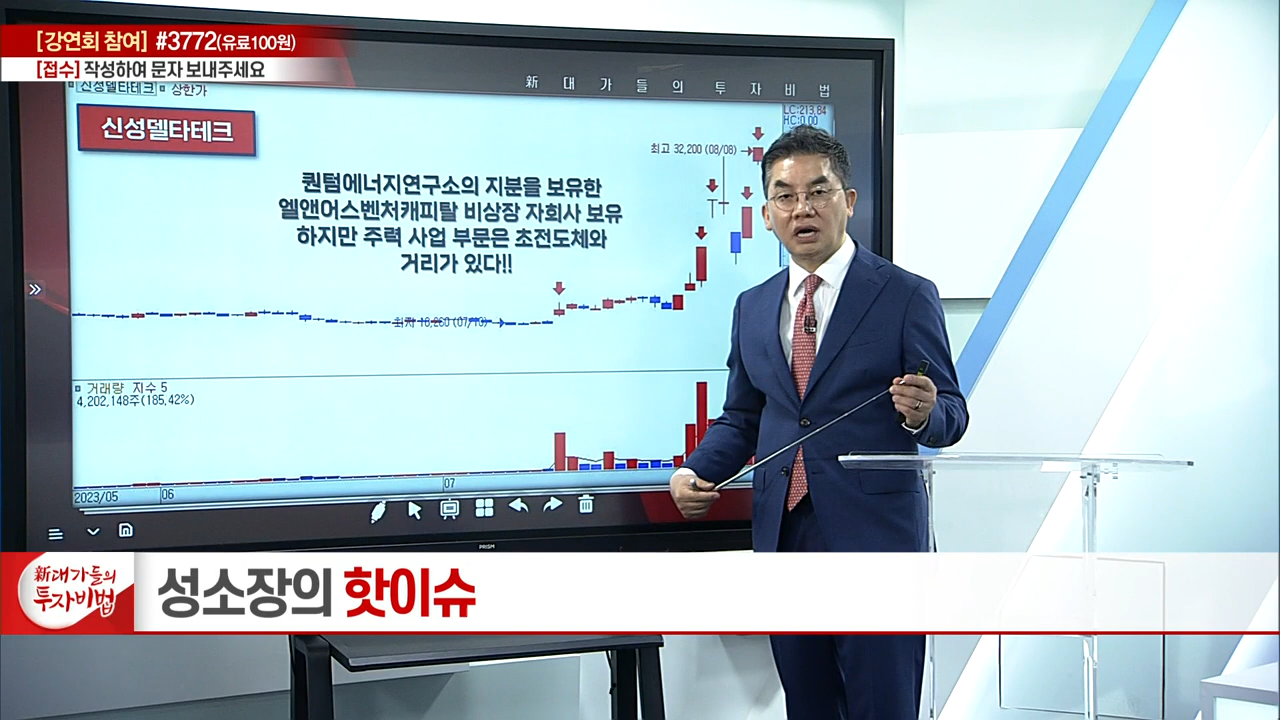 [강연회 참여] #3772(유료100원)
[접수] 작성하여 문자 보내주세요
新 대가들의 투자비법
신성델타테크 상한가
LC:213.84
HC:0.00
신성델타테크
최고 32,200 (08/08)
퀀텀에너지연구소의 지분을 보유한
엘앤어스벤처캐피탈 비상장 자회사 보유
하지만 주력 사업 부문은 초전도체와
거리가 있다!!
거래량 지수 5
4,202,148주(185,42%)
2023/05
06
07
PRISM
新대가들의
투자비법
성소장의 핫이슈